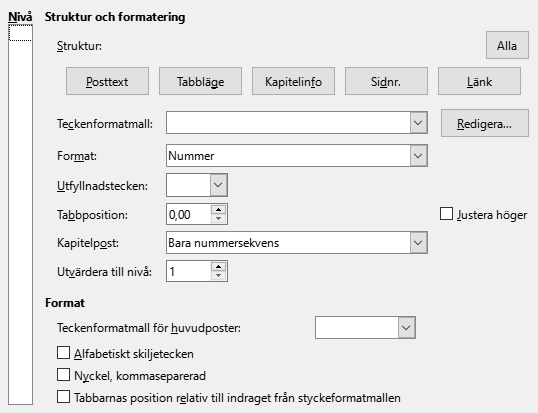 Nivå Struktur och formatering
Struktur:
Alla
Posttext Tabbläge Kapitelinfo Sidnr. Länk
Teckenformatmall: Redigera...
Format: Nummer
Utfyllnadstecken:
Tabbposition: 0,00 Justera höger
Kapitelpost: Bara nummersekvens
Utvärdera till nivå: 1
Format
Teckenformatmall för huvudposter:
Alfabetiskt skiljetecken
Nyckel, kommaseparerad
Tabbarnas position relativ till indraget från styckeformatmallen